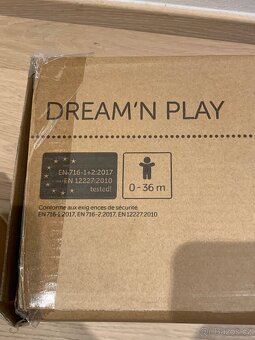 DREAM'N PLAY
EN 716-1+2:2017
EN 12227:2010
tested!
0 - 36 m
Conforme aux exigences de sécurité
EN 716-1:2017, EN 716-2:2017, EN 12227:2010